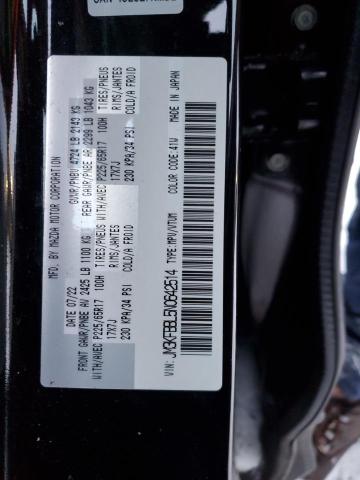 MFD. BY MAZDA MOTOR CORPORATION
DATE 07/22 GVWR/PNBV 4724 LB 2143 KG
FRONT GAWR/PNBE AV 2425 LB 1100 KG REAR GAWR/PNBE AR 2299 LB 1043 KG
WITH/AVEC P225/65R17 100H TIRES/PNEUS WITH/AVEC P225/65R17 100H TIRES/PNEUS
17X7J RIMS/JANTES 17X7J RIMS/JANTES
230 KPA/34 PSI COLD/A FROID 230 KPA/34 PSI COLD/A FROID
MADE IN JAPAN
COLOR CODE:41W
TYPE:MPV/VTUM
VIN: